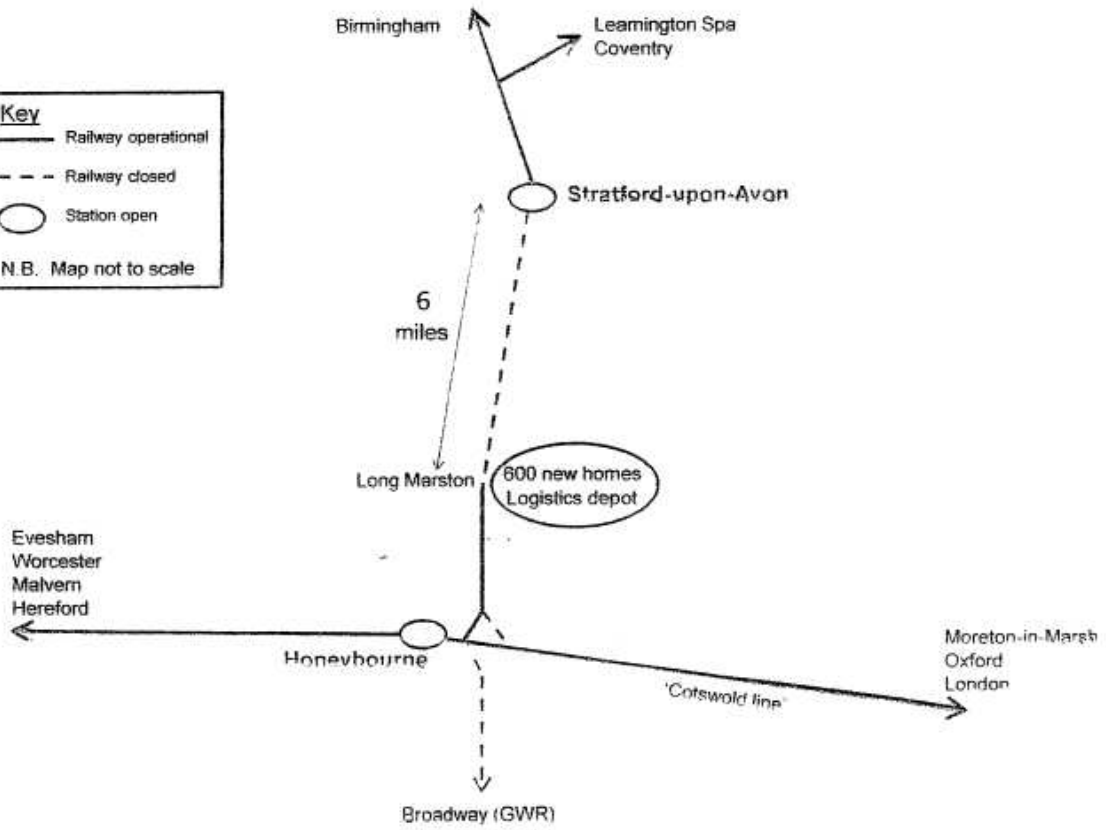 Birmingham
Leamington Spa
Coventry
Key
Railway operational
Railway closed
Station open
N.B. Map not to scale
Stratford-upon-Avon
6
miles
Long Marston
600 new homes
Logistics depot
Evesham
Worcester
Malvern
Hereford
Honeybourne
Moreton-in-Marsh
Oxford
London
'Cotswold line'
Broadway (GWR)